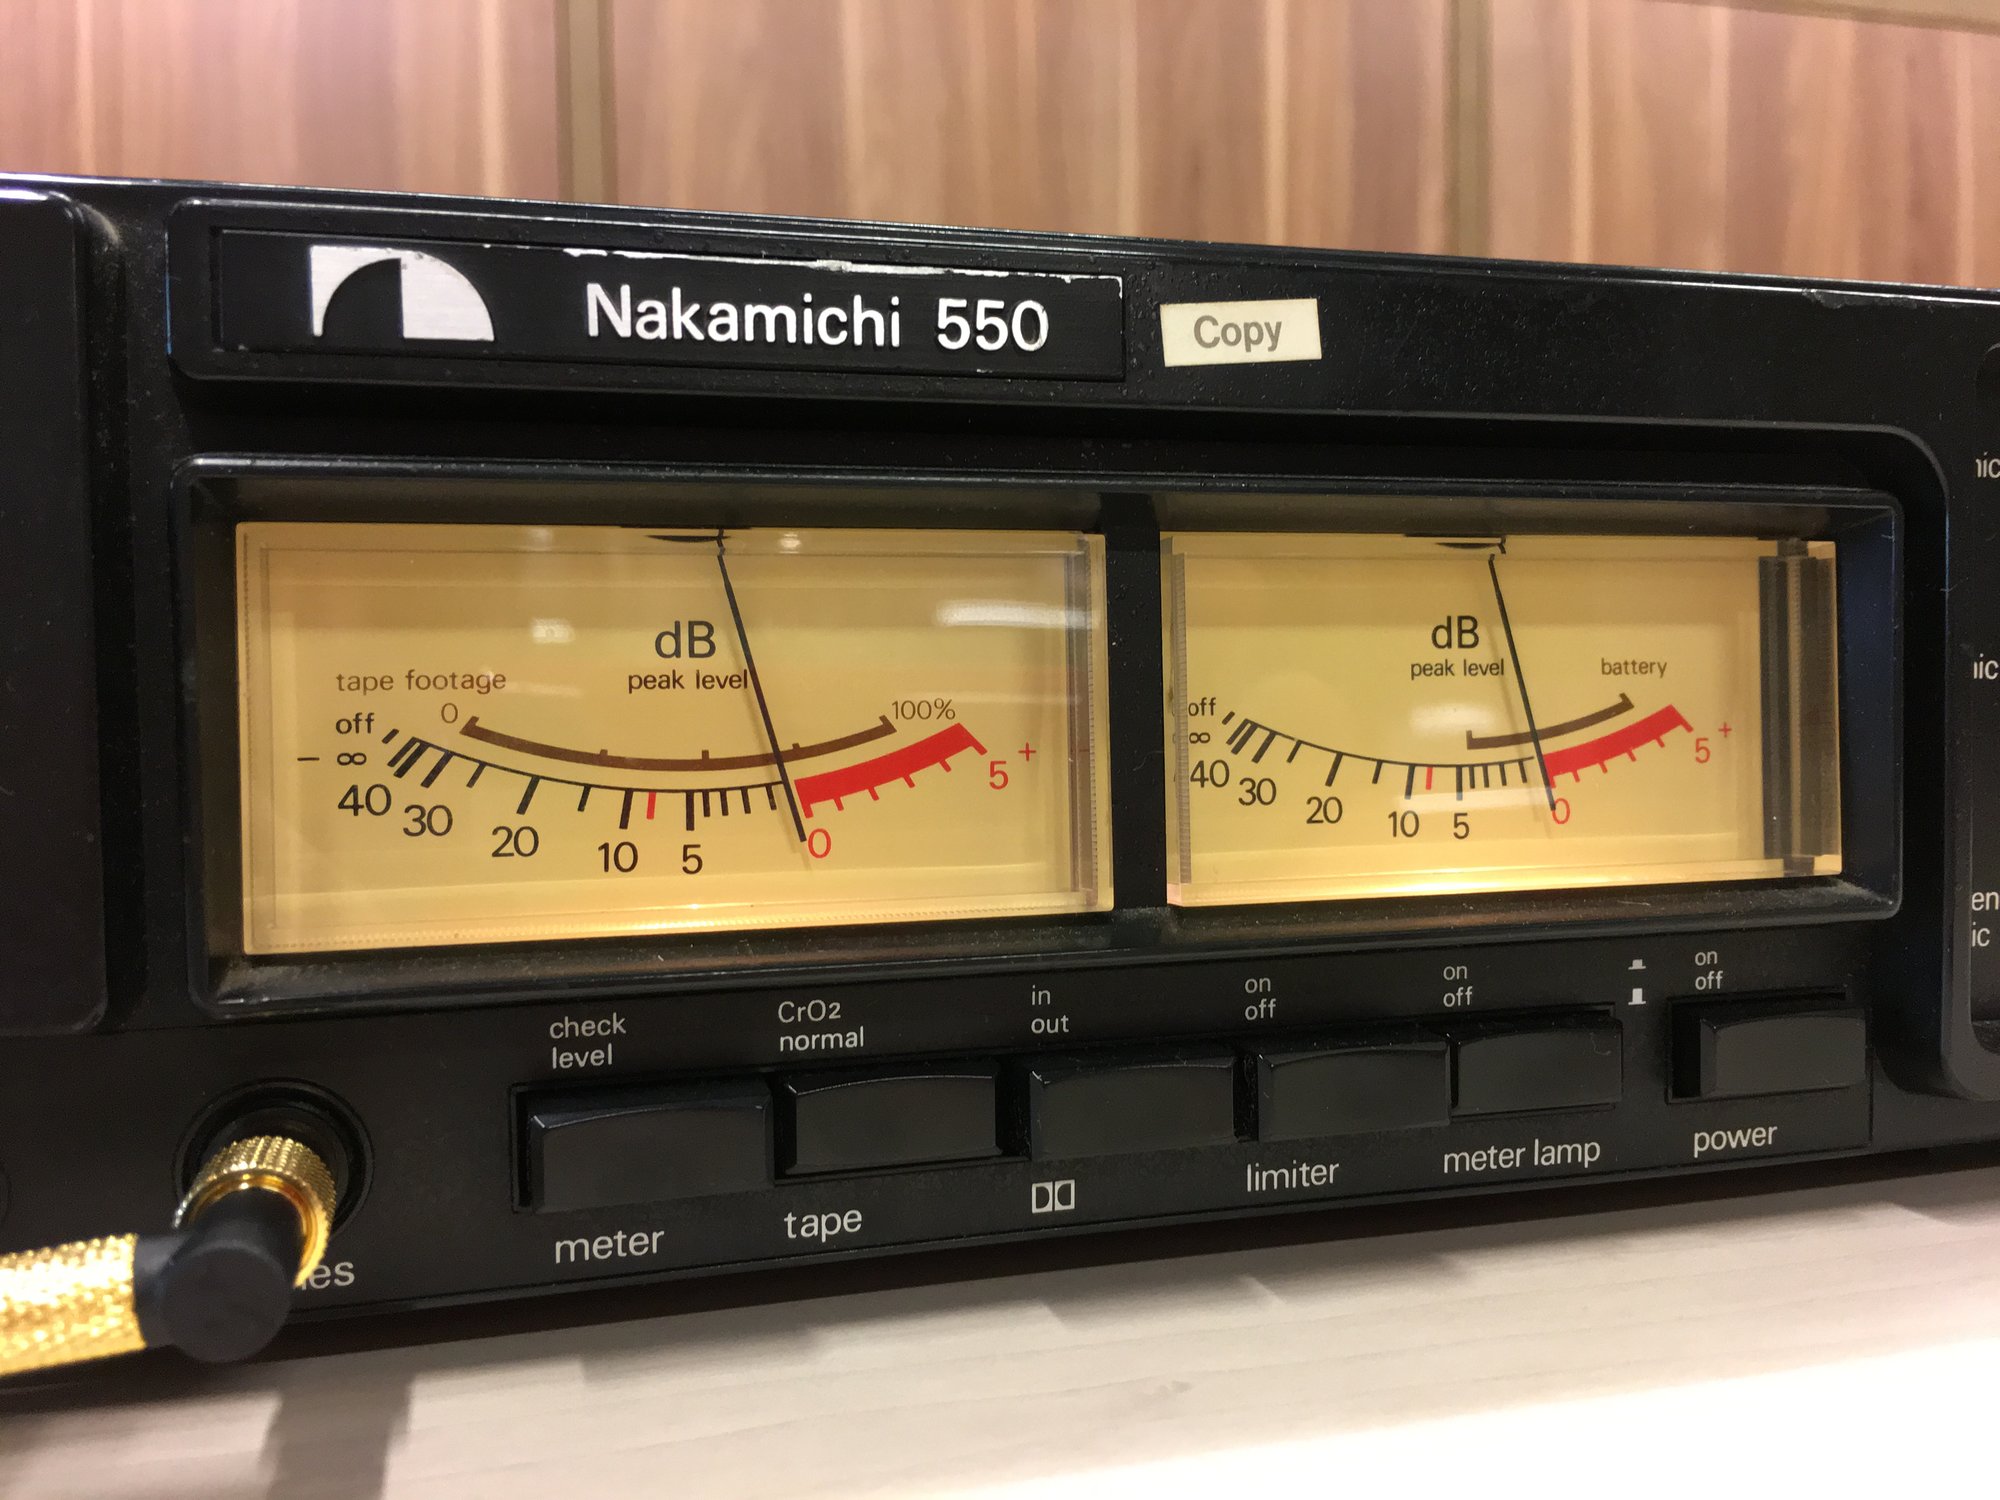 Nakamichi 550
Copy
dB
peak level
tape footage
0
100%
off
- ∞
40 30 20 10 5 0 5 +
dB
peak level
battery
off
∞
40 30 20 10 5 0 5 +
check
level
meter
CrO2
normal
tape
in
out
on
off
limiter
on
off
meter lamp
on
off
power